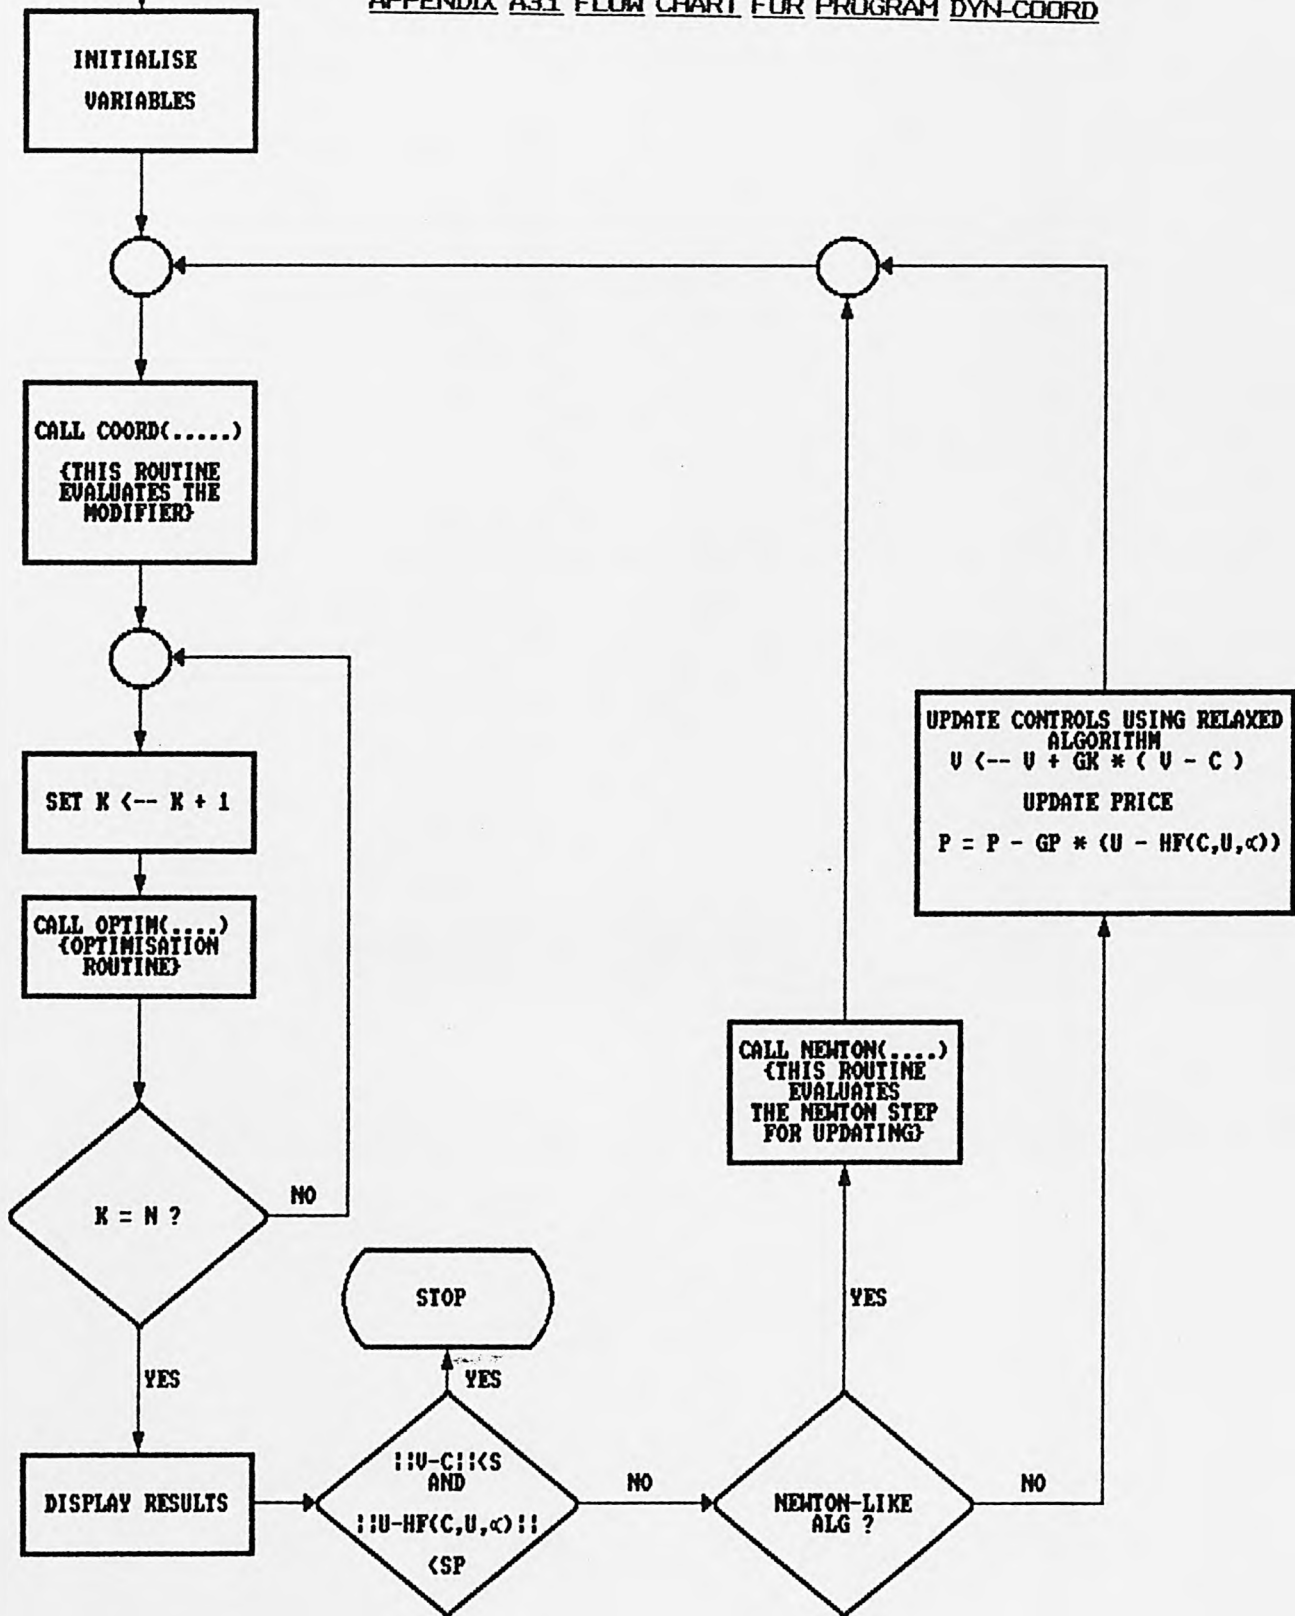 APPENDIX A3.1 FLOW CHART FOR PROGRAM DYN-COORD
INITIALISE
VARIABLES
CALL COORD(.....)
{THIS ROUTINE
EVALUATES THE
MODIFIER}
SET K <-- K + 1
CALL OPTIM(....)
{OPTIMISATION
ROUTINE}
K = N ?
NO
YES
DISPLAY RESULTS
STOP
YES
||V-C||<S
AND
||U-HF(C,U,α)||
<SP
NO
NEWTON-LIKE
ALG ?
YES
NO
CALL NEWTON(....)
{THIS ROUTINE
EVALUATES
THE NEWTON STEP
FOR UPDATING}
UPDATE CONTROLS USING RELAXED
ALGORITHM
V <-- V + GK * ( V - C )
UPDATE PRICE
P = P - GP * (U - HF(C,U,α))